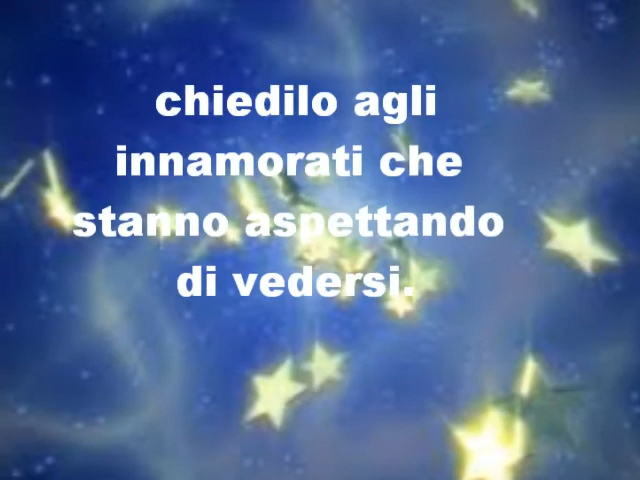 chiedilo agli
innamorati che
stanno aspettando
di vedersi.